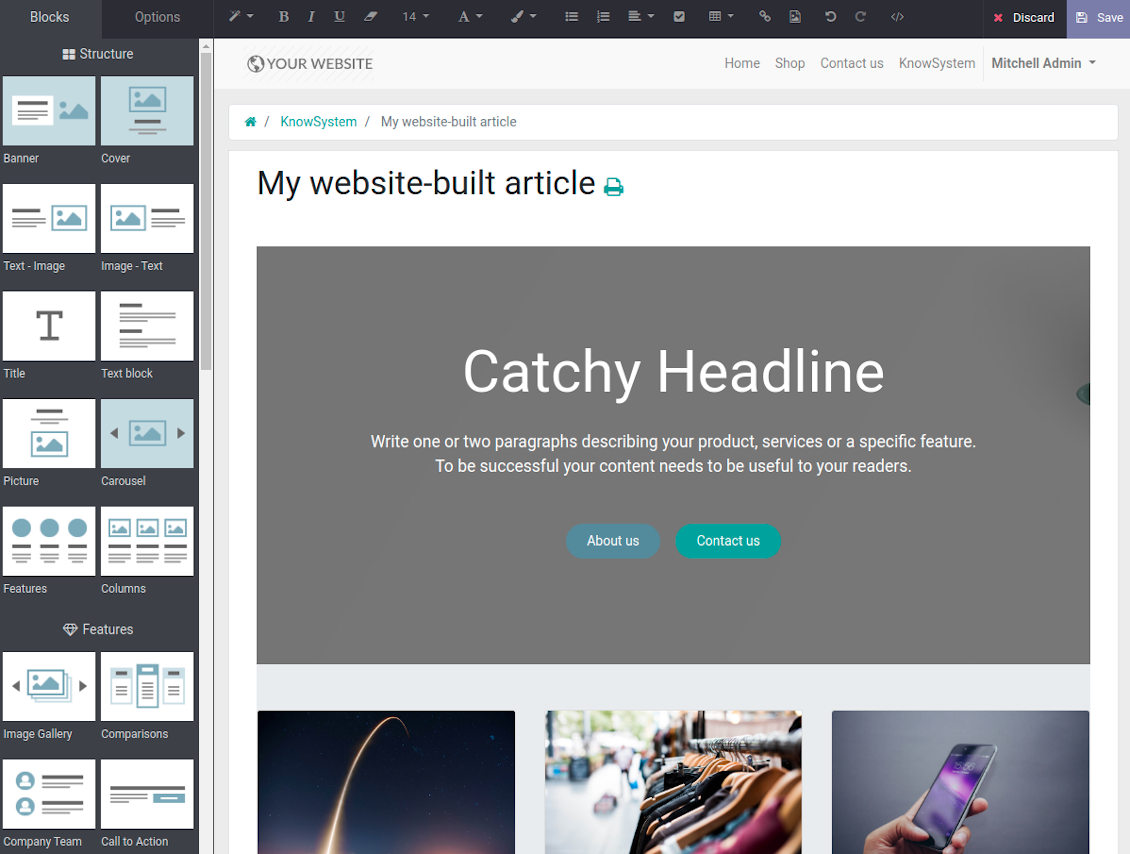 Blocks Options
B I U 14 A </> Discard Save
Structure
Banner Cover
Text - Image Image - Text
T
Title Text block
Picture Carousel
Features Columns
Features
Image Gallery Comparisons
Company Team Call to Action
YOUR WEBSITE Home Shop Contact us KnowSystem Mitchell Admin
/ KnowSystem / My website-built article
My website-built article
Catchy Headline
Write one or two paragraphs describing your product, services or a specific feature.
To be successful your content needs to be useful to your readers.
About us Contact us